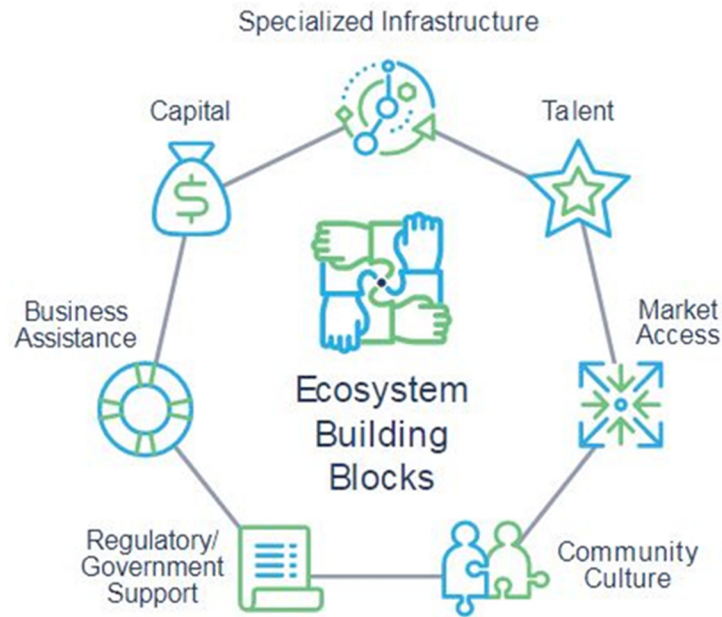 Specialized Infrastructure
Capital
Talent
$
Business
Assistance
Market
Access
Ecosystem
Building
Blocks
Regulatory/
Government
Support
Community
Culture